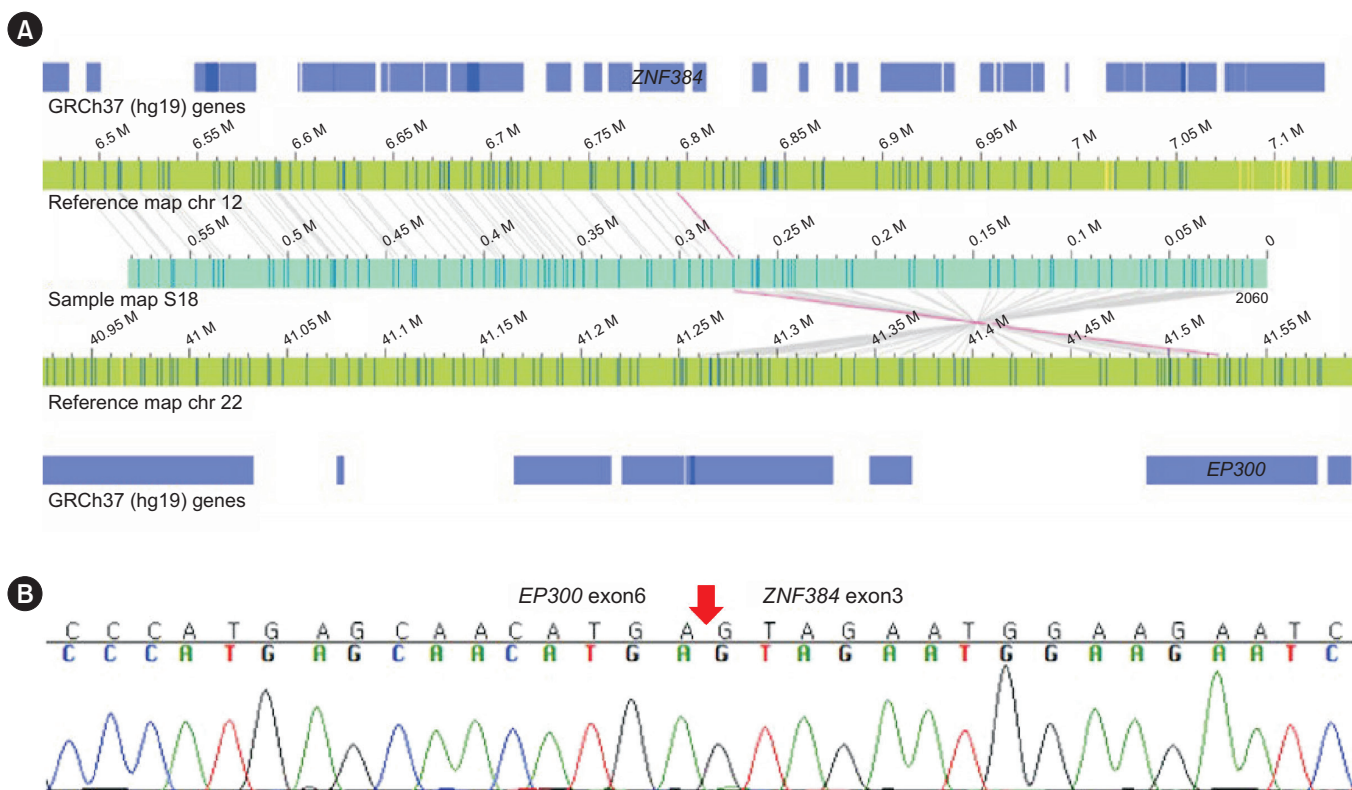 A
ZNF384
GRCh37 (hg19) genes
6.5 M 6.55 M 6.6 M 6.65 M 6.7 M 6.75 M 6.8 M 6.85 M 6.9 M 6.95 M 7 M 7.05 M 7.1 M
Reference map chr 12
0.55 M 0.5 M 0.45 M 0.4 M 0.35 M 0.3 M 0.25 M 0.2 M 0.15 M 0.1 M 0.05 M 0
Sample map S18
2060
40.95 M 41 M 41.05 M 41.1 M 41.15 M 41.2 M 41.25 M 41.3 M 41.35 M 41.4 M 41.45 M 41.5 M 41.55 M
Reference map chr 22
EP300
GRCh37 (hg19) genes
B
EP300 exon6 ZNF384 exon3
C C C A T G A G C A A C A T G A G T A G A A T G G A A G A A T C
C C C A T G A G C A A C A T G A G T A G A A T G G A A G A A T C